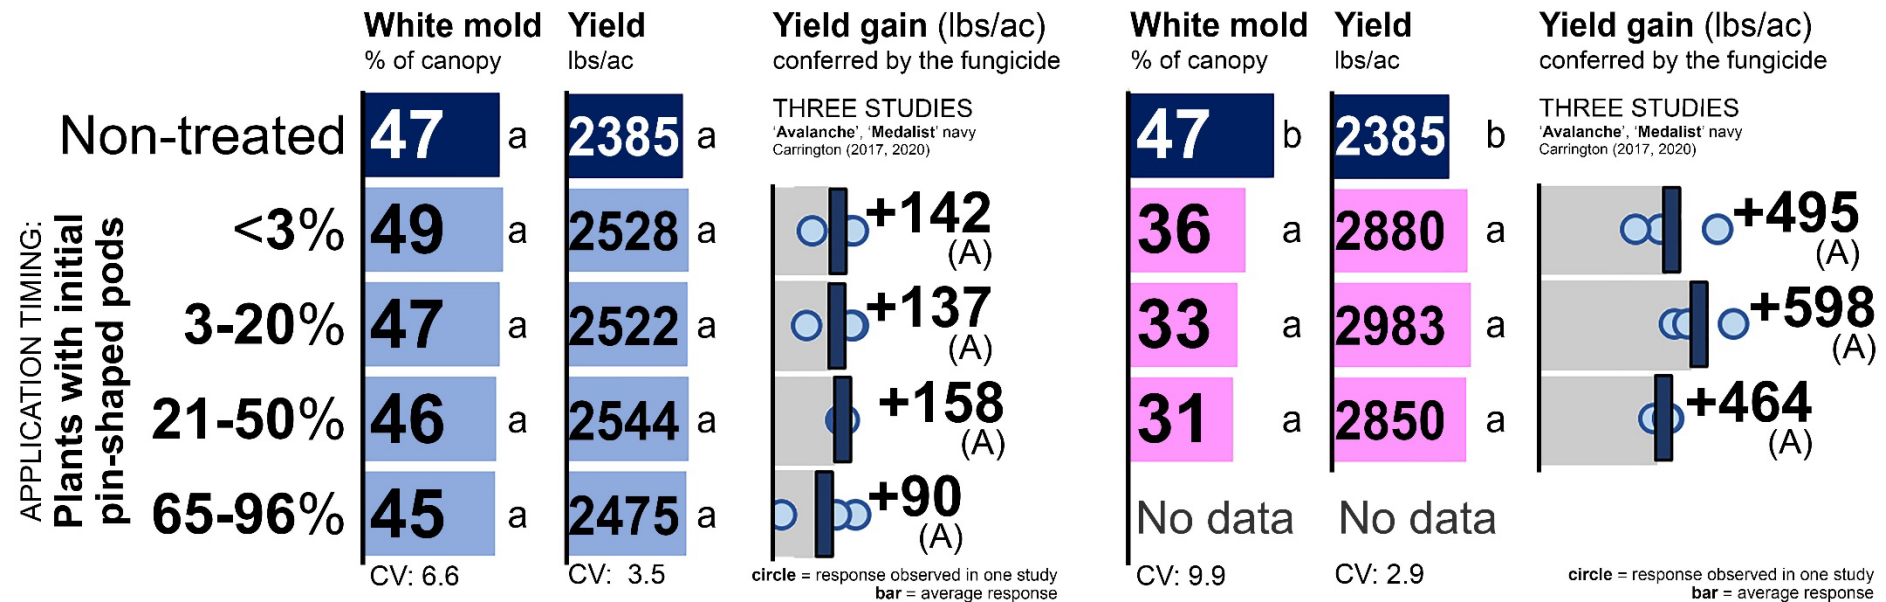 White mold
% of canopy
Yield
lbs/ac
Yield gain (lbs/ac)
conferred by the fungicide
White mold
% of canopy
Yield
lbs/ac
Yield gain (lbs/ac)
conferred by the fungicide
THREE STUDIES
‘Avalanche’, ‘Medalist’ navy
Carrington (2017, 2020)
THREE STUDIES
‘Avalanche’, ‘Medalist’ navy
Carrington (2017, 2020)
APPLICATION TIMING:
Plants with initial
pin-shaped pods
Non-treated 47 a 2385 a 47 b 2385 b
<3% 49 a 2528 a +142 (A) 36 a 2880 a +495 (A)
3-20% 47 a 2522 a +137 (A) 33 a 2983 a +598 (A)
21-50% 46 a 2544 a +158 (A) 31 a 2850 a +464 (A)
65-96% 45 a 2475 a +90 (A) No data No data
CV: 6.6 CV: 3.5 CV: 9.9 CV: 2.9
circle = response observed in one study
bar = average response
circle = response observed in one study
bar = average response